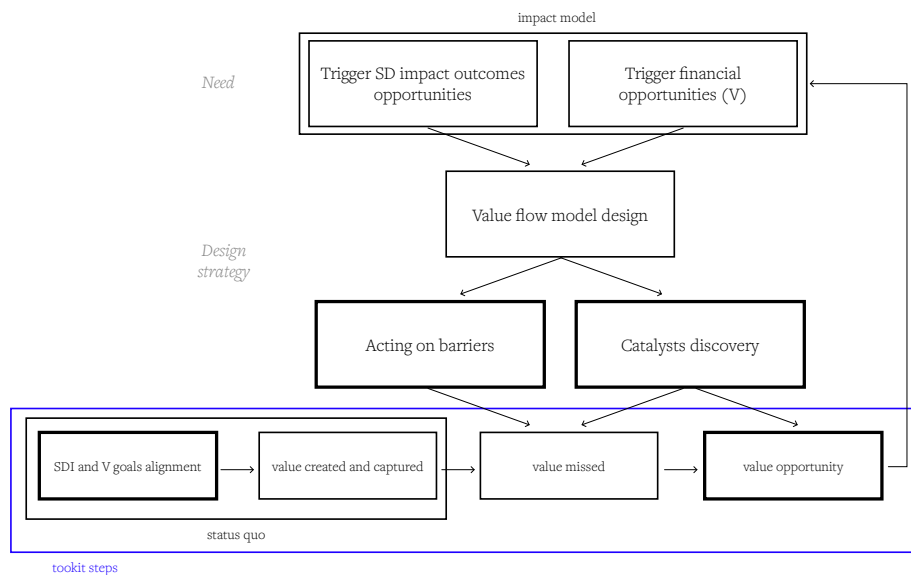 impact model
Need
Trigger SD impact outcomes
opportunities
Trigger financial
opportunities (V)
Value flow model design
Design
strategy
Acting on barriers
Catalysts discovery
SDI and V goals alignment
value created and captured
value missed
value opportunity
status quo
tookit steps